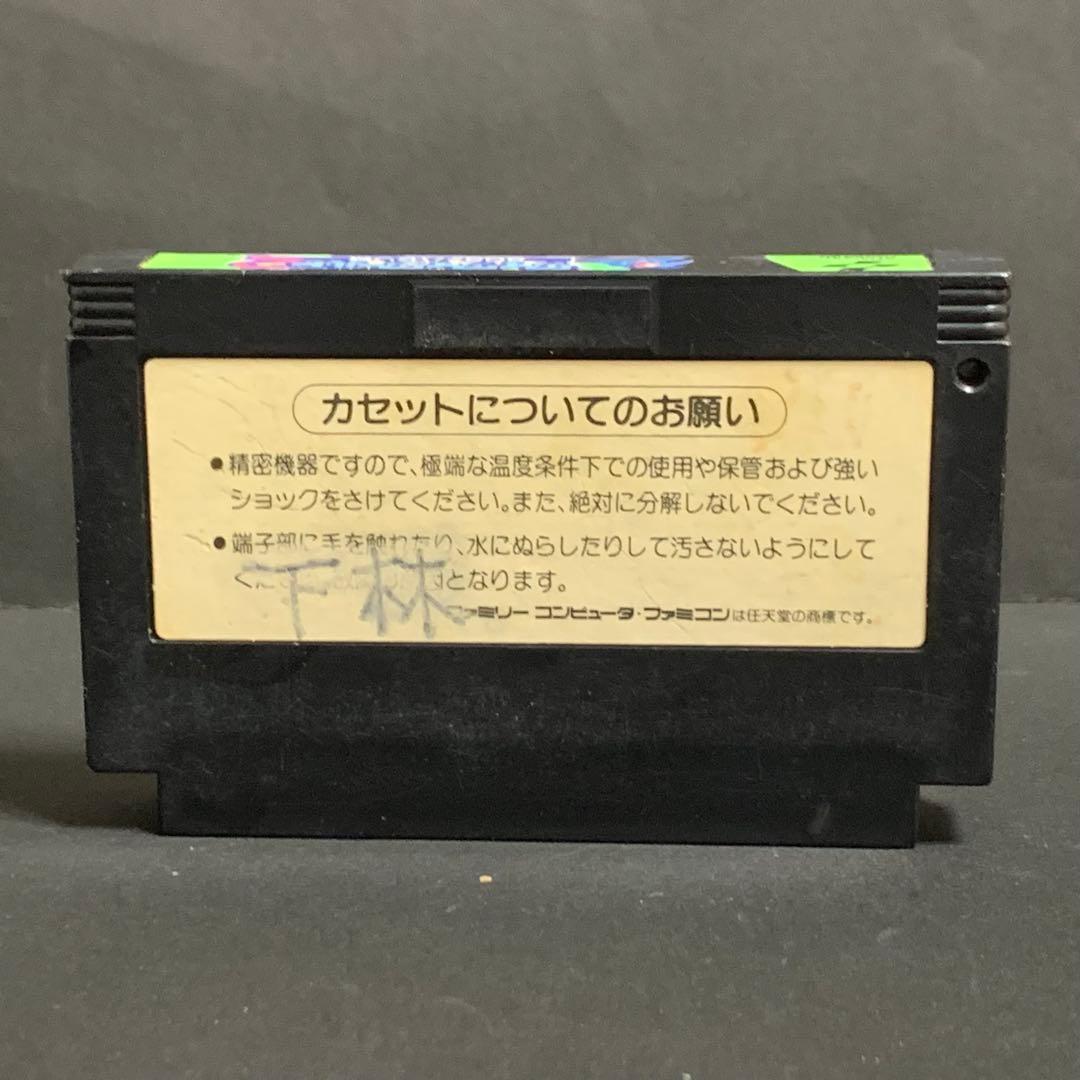 カセットについてのお願い
●精密機器ですので、極端な温度条件下での使用や保管および強い
ショックをさけてください。また、絶対に分解しないでください。
●端子部に手を触れたり、水にぬらしたりして汚さないようにして
となります。
下林
ファミリー コンピュータ・ファミコンは任天堂の商標です。